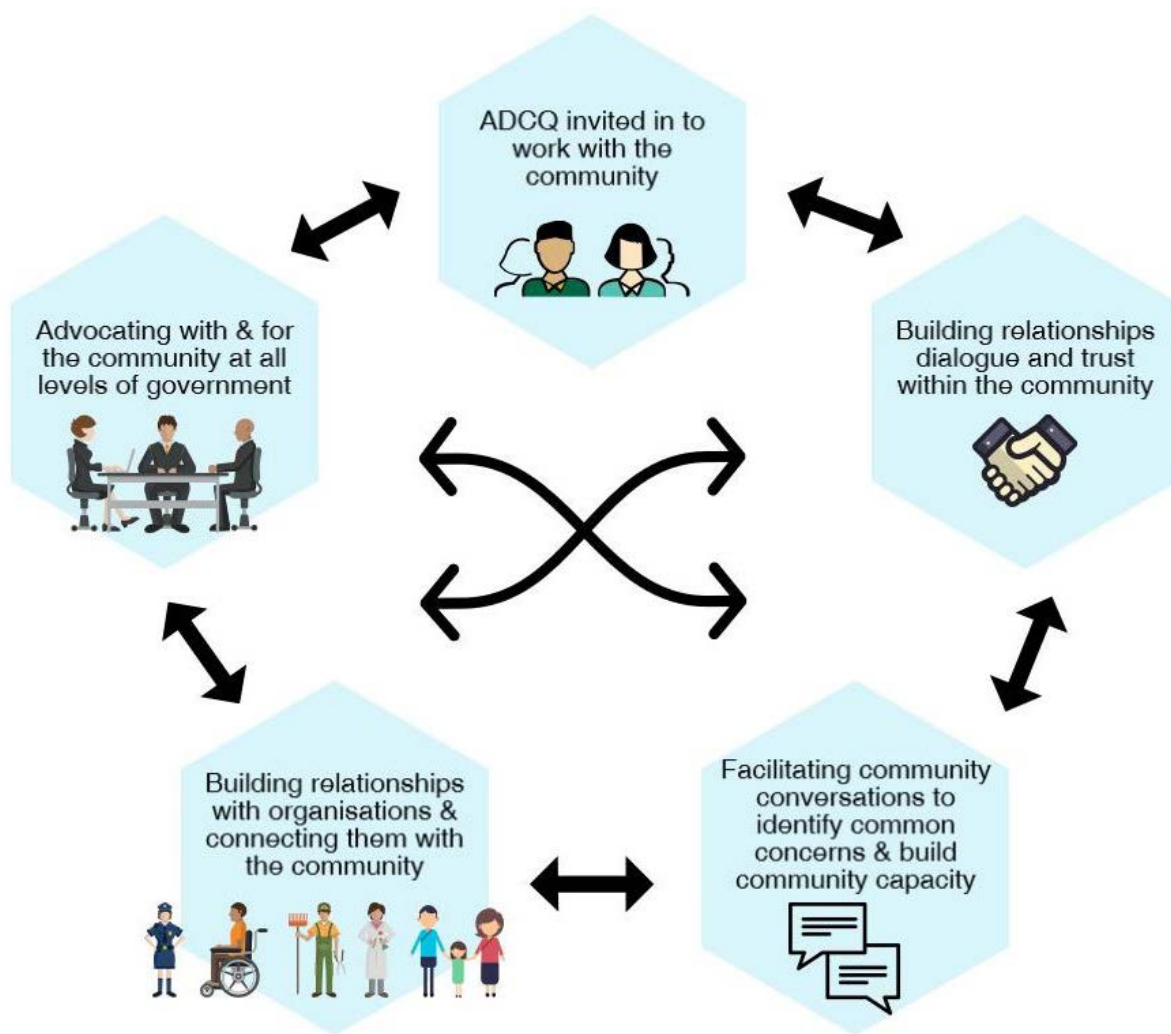 ADCQ invited in to
work with the
community
Advocating with & for
the community at all
levels of government
Building relationships
dialogue and trust
within the community
Building relationships
with organisations &
connecting them with
the community
Facilitating community
conversations to
identify common
concerns & build
community capacity